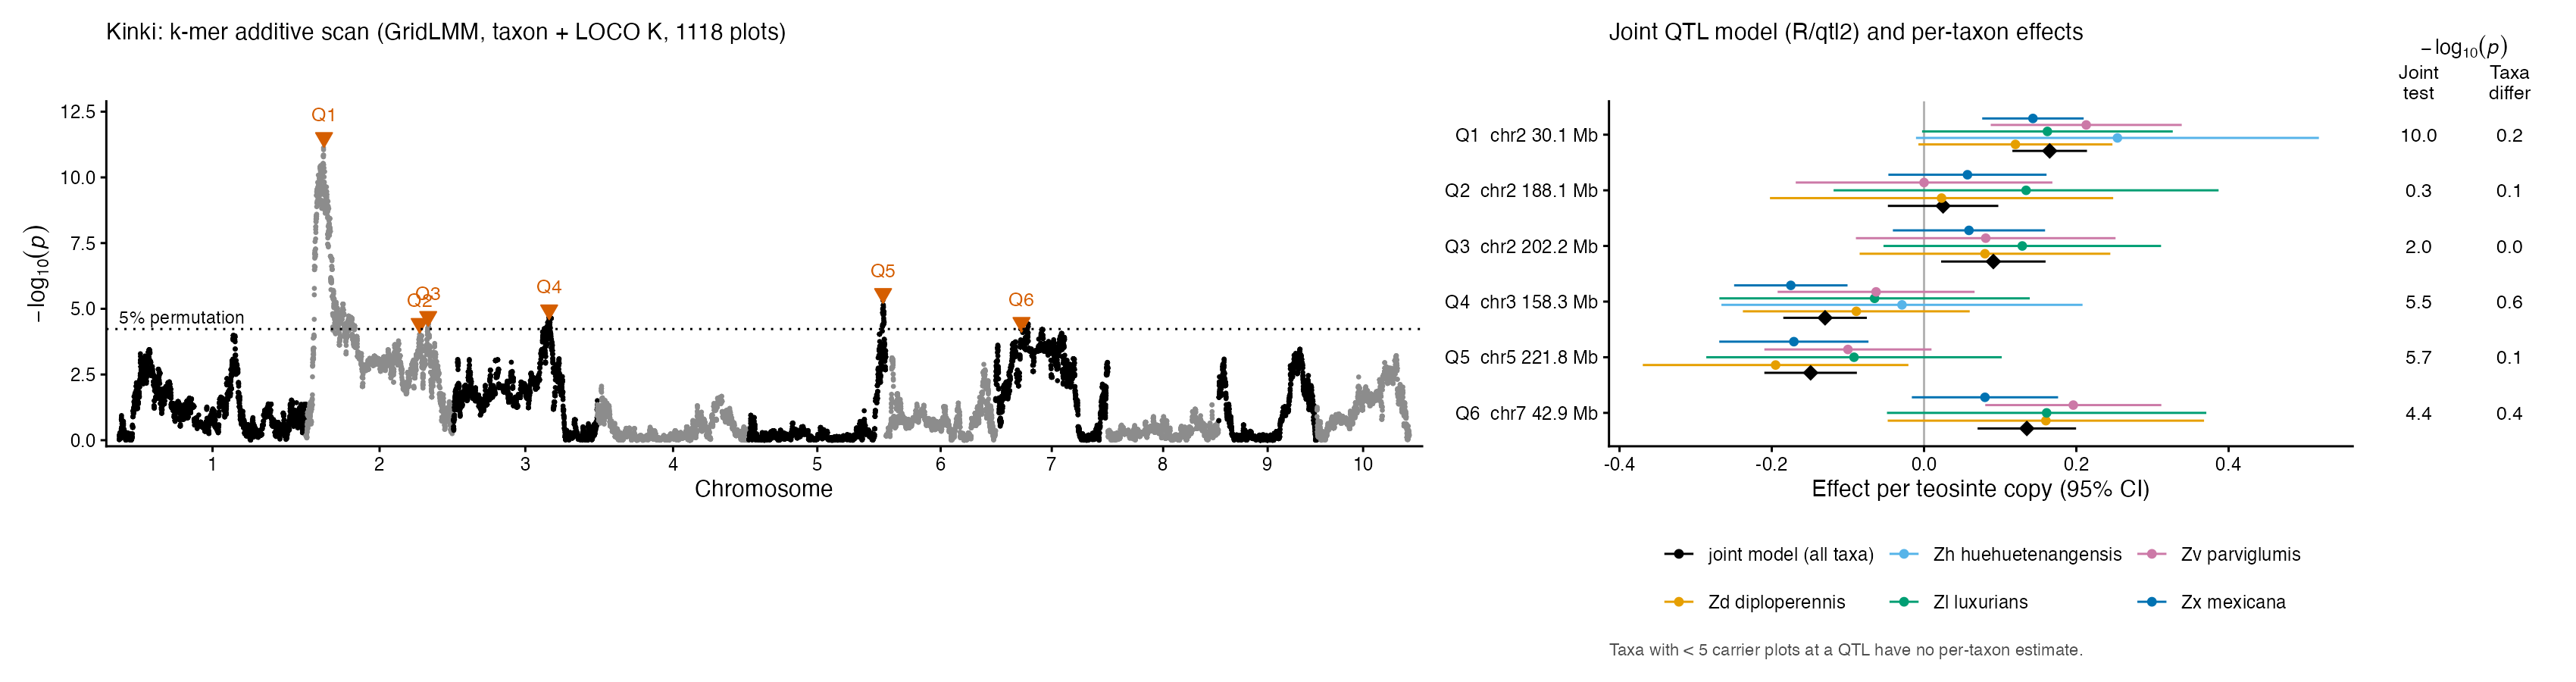 Kinki: k-mer additive scan (GridLMM, taxon + LOCO K, 1118 plots)
−log10(p)
12.5
10.0
7.5
5.0
2.5
0.0
5% permutation
Q1
Q2
Q3
Q4
Q5
Q6
1 2 3 4 5 6 7 8 9 10
Chromosome
Joint QTL model (R/qtl2) and per-taxon effects
−log10(p)
Joint test
Taxa differ
Q1 chr2 30.1 Mb 10.0 0.2
Q2 chr2 188.1 Mb 0.3 0.1
Q3 chr2 202.2 Mb 2.0 0.0
Q4 chr3 158.3 Mb 5.5 0.6
Q5 chr5 221.8 Mb 5.7 0.1
Q6 chr7 42.9 Mb 4.4 0.4
-0.4 -0.2 0.0 0.2 0.4
Effect per teosinte copy (95% CI)
joint model (all taxa) Zh huehuetenangensis Zv parviglumis
Zd diploperennis Zl luxurians Zx mexicana
Taxa with < 5 carrier plots at a QTL have no per-taxon estimate.